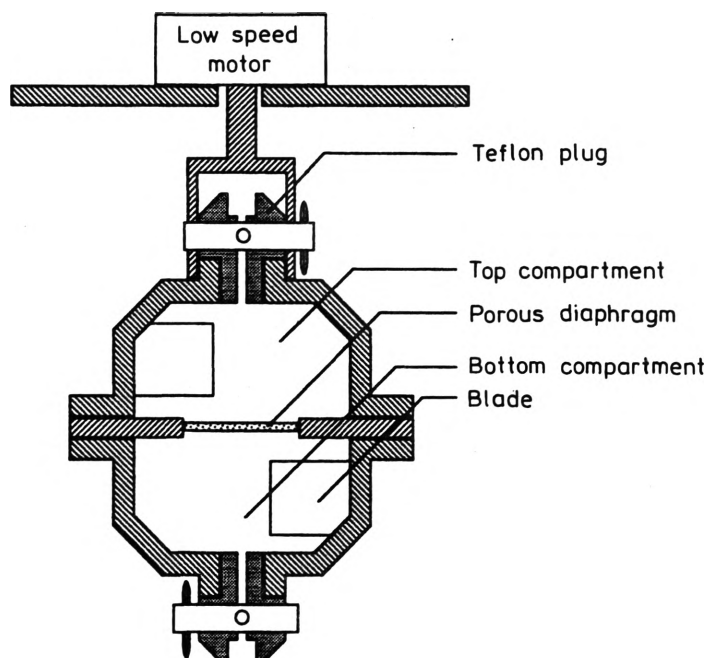 Low speed
motor
Teflon plug
Top compartment
Porous diaphragm
Bottom compartment
Blade